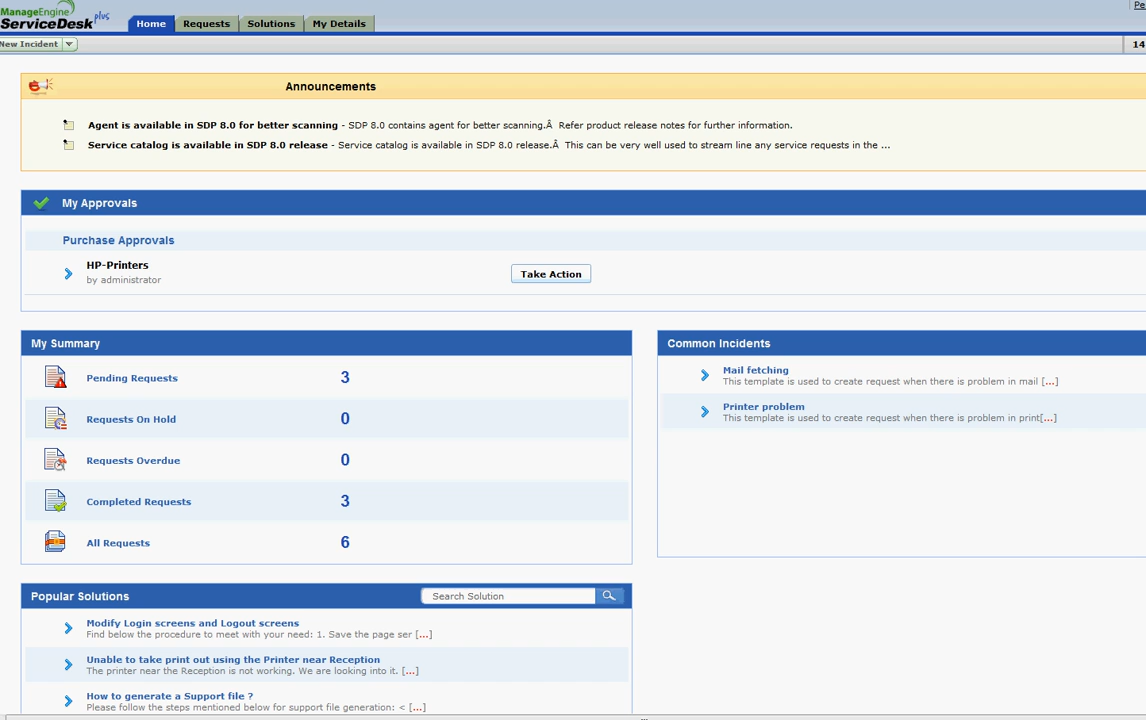 ManageEngine
ServiceDesk plus
Home
Requests
Solutions
My Details
Pe
New Incident
14
Announcements
Agent is available in SDP 8.0 for better scanning - SDP 8.0 contains agent for better scanning.Â  Refer product release notes for further information.
Service catalog is available in SDP 8.0 release - Service catalog is available in SDP 8.0 release.Â  This can be very well used to stream line any service requests in the ...
My Approvals
Purchase Approvals
HP-Printers
by administrator
Take Action
My Summary
Pending Requests 3
Requests On Hold 0
Requests Overdue 0
Completed Requests 3
All Requests 6
Common Incidents
Mail fetching
This template is used to create request when there is problem in mail [...]
Printer problem
This template is used to create request when there is problem in print[...]
Popular Solutions
Search Solution
Modify Login screens and Logout screens
Find below the procedure to meet with your need: 1. Save the page ser [...]
Unable to take print out using the Printer near Reception
The printer near the Reception is not working. We are looking into it. [...]
How to generate a Support file ?
Please follow the steps mentioned below for support file generation: < [...]